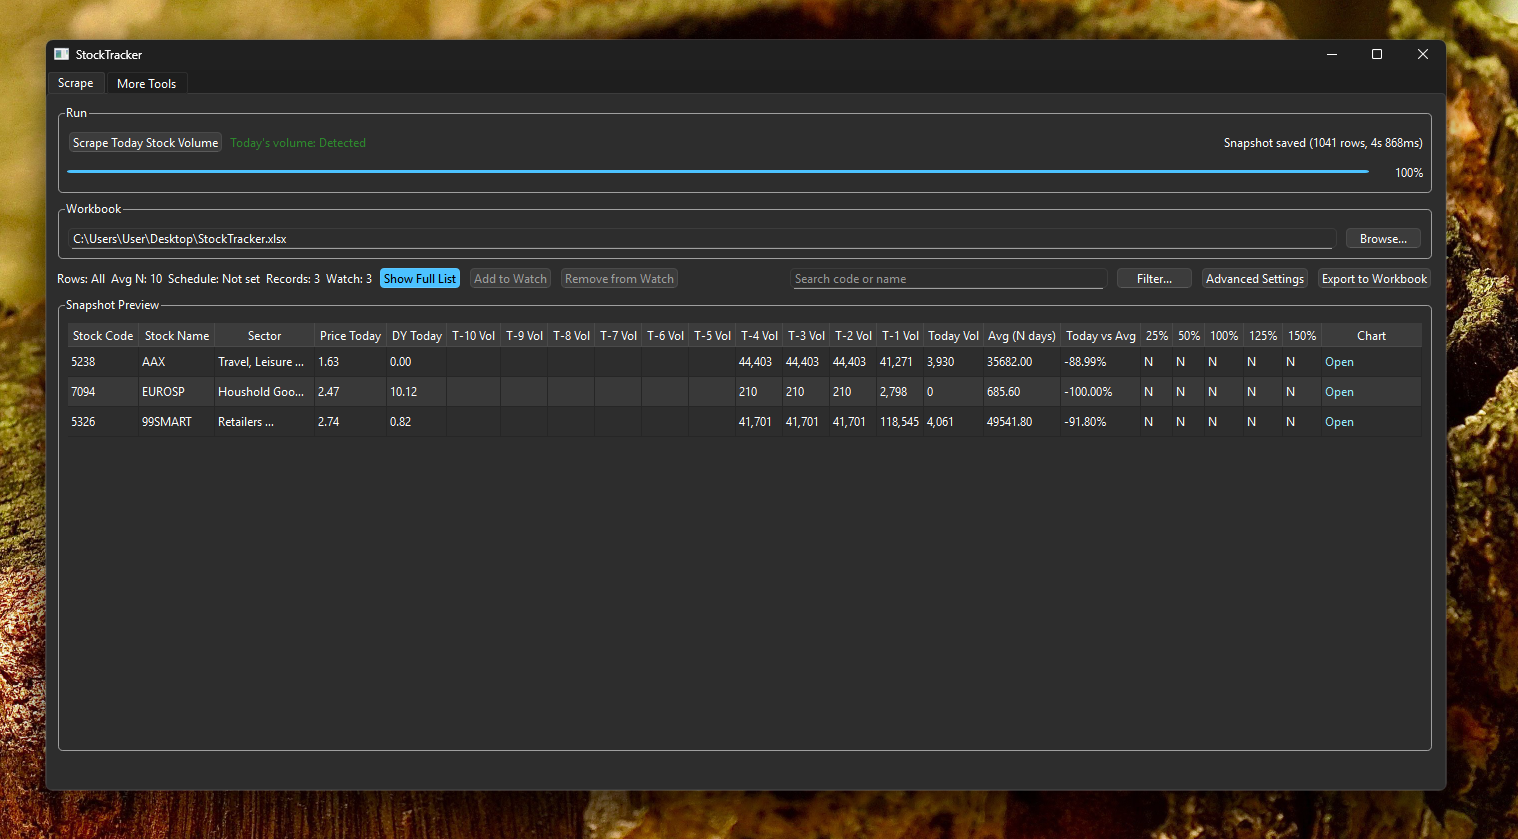 StockTracker
Scrape More Tools
Run
Scrape Today Stock Volume Today's volume: Detected Snapshot saved (1041 rows, 4s 868ms)
100%
Workbook
C:\Users\User\Desktop\StockTracker.xlsx Browse...
Rows: All Avg N: 10 Schedule: Not set Records: 3 Watch: 3 Show Full List Add to Watch Remove from Watch Search code or name Filter... Advanced Settings Export to Workbook
Snapshot Preview
Stock Code Stock Name Sector Price Today DY Today T-10 Vol T-9 Vol T-8 Vol T-7 Vol T-6 Vol T-5 Vol T-4 Vol T-3 Vol T-2 Vol T-1 Vol Today Vol Avg (N days) Today vs Avg 25% 50% 100% 125% 150% Chart
5238 AAX Travel, Leisure ... 1.63 0.00 44,403 44,403 44,403 41,271 3,930 35682.00 -88.99% N N N N N Open
7094 EUROSP Houshold Goo... 2.47 10.12 210 210 210 2,798 0 685.60 -100.00% N N N N N Open
5326 99SMART Retailers ... 2.74 0.82 41,701 41,701 41,701 118,545 4,061 49541.80 -91.80% N N N N N Open